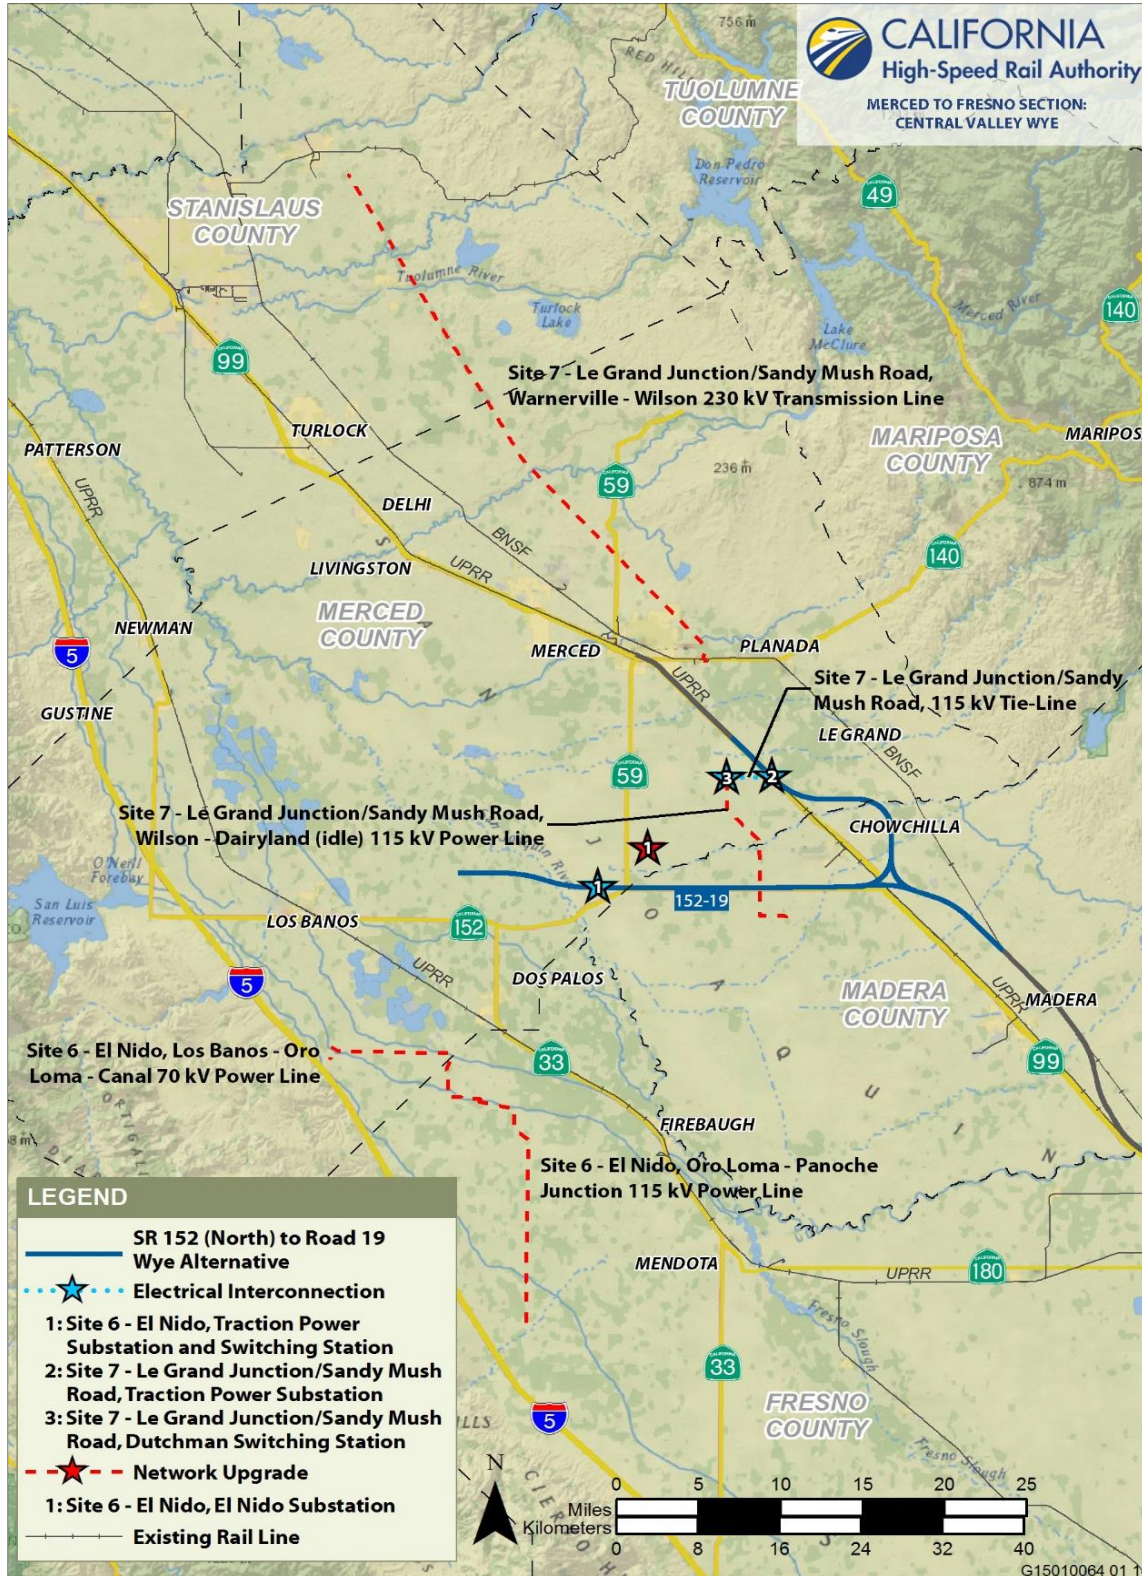 756 m
RED HILLS
CALIFORNIA
High-Speed Rail Authority
MERCED TO FRESNO SECTION:
CENTRAL VALLEY WYE
TUOLUMNE
COUNTY
Don Pedro
Reservoir
49
STANISLAUS
COUNTY
Tuolumne River
Turlock
Lake
Merced River
140
Lake
McClure
99
Site 7 - Le Grand Junction/Sandy Mush Road,
Warnerville - Wilson 230 kV Transmission Line
TURLOCK
PATTERSON
UPRR
MARIPOSA
COUNTY
MARIPOS
236 m
874 m
59
DELHI
BNSF
140
LIVINGSTON
UPRR
MERCED
COUNTY
NEWMAN
5
MERCED
PLANADA
UPRR
Site 7 - Le Grand Junction/Sandy
Mush Road, 115 kV Tie-Line
GUSTINE
LE GRAND
BNSF
59
3
2
Site 7 - Le Grand Junction/Sandy Mush Road,
Wilson - Dairyland (idle) 115 kV Power Line
CHOWCHILLA
1
O'Neill
Forebay
San Luis
Reservoir
1
152-19
LOS BANOS
152
UPRR
5
DOS PALOS
MADERA
COUNTY
UPRR
MADERA
Site 6 - El Nido, Los Banos - Oro
Loma - Canal 70 kV Power Line
33
99
FIREBAUGH
Site 6 - El Nido, Oro Loma - Panoche
Junction 115 kV Power Line
SAN JOAQUIN
MENDOTA
UPRR
180
Fresno Slough
33
FRESNO
COUNTY
5
Fresno Slough
LEGEND
SR 152 (North) to Road 19
Wye Alternative
Electrical Interconnection
1: Site 6 - El Nido, Traction Power
Substation and Switching Station
2: Site 7 - Le Grand Junction/Sandy Mush
Road, Traction Power Substation
3: Site 7 - Le Grand Junction/Sandy Mush
Road, Dutchman Switching Station
Network Upgrade
1: Site 6 - El Nido, El Nido Substation
Existing Rail Line
N
0 5 10 15 20 25
Miles
Kilometers
0 8 16 24 32 40
G15010064 01 1